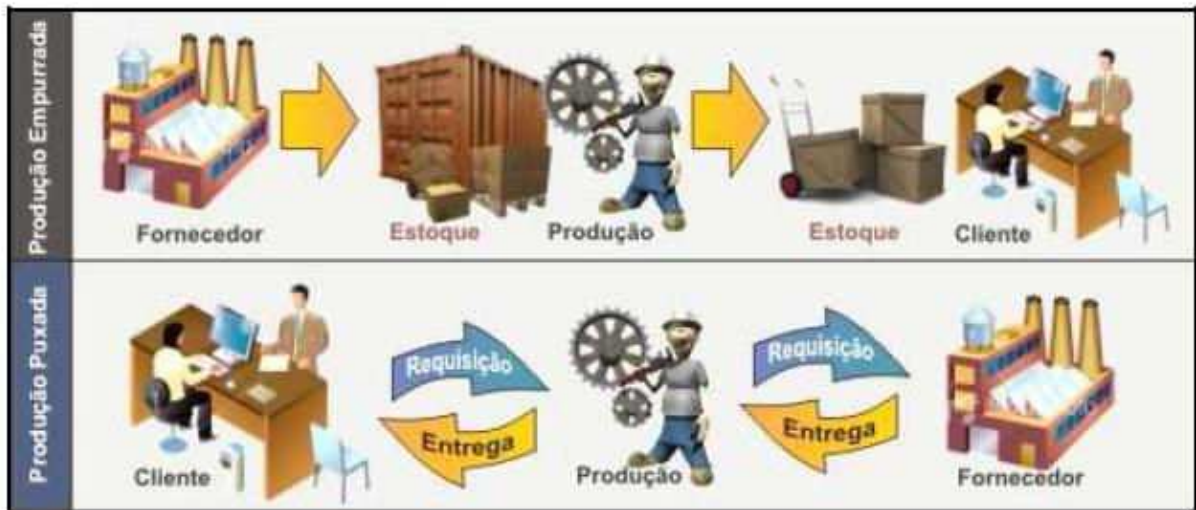 Produção Empurrada
Fornecedor
Estoque
Produção
Estoque
Cliente
Produção Puxada
Requisição
Requisição
Entrega
Entrega
Cliente
Produção
Fornecedor